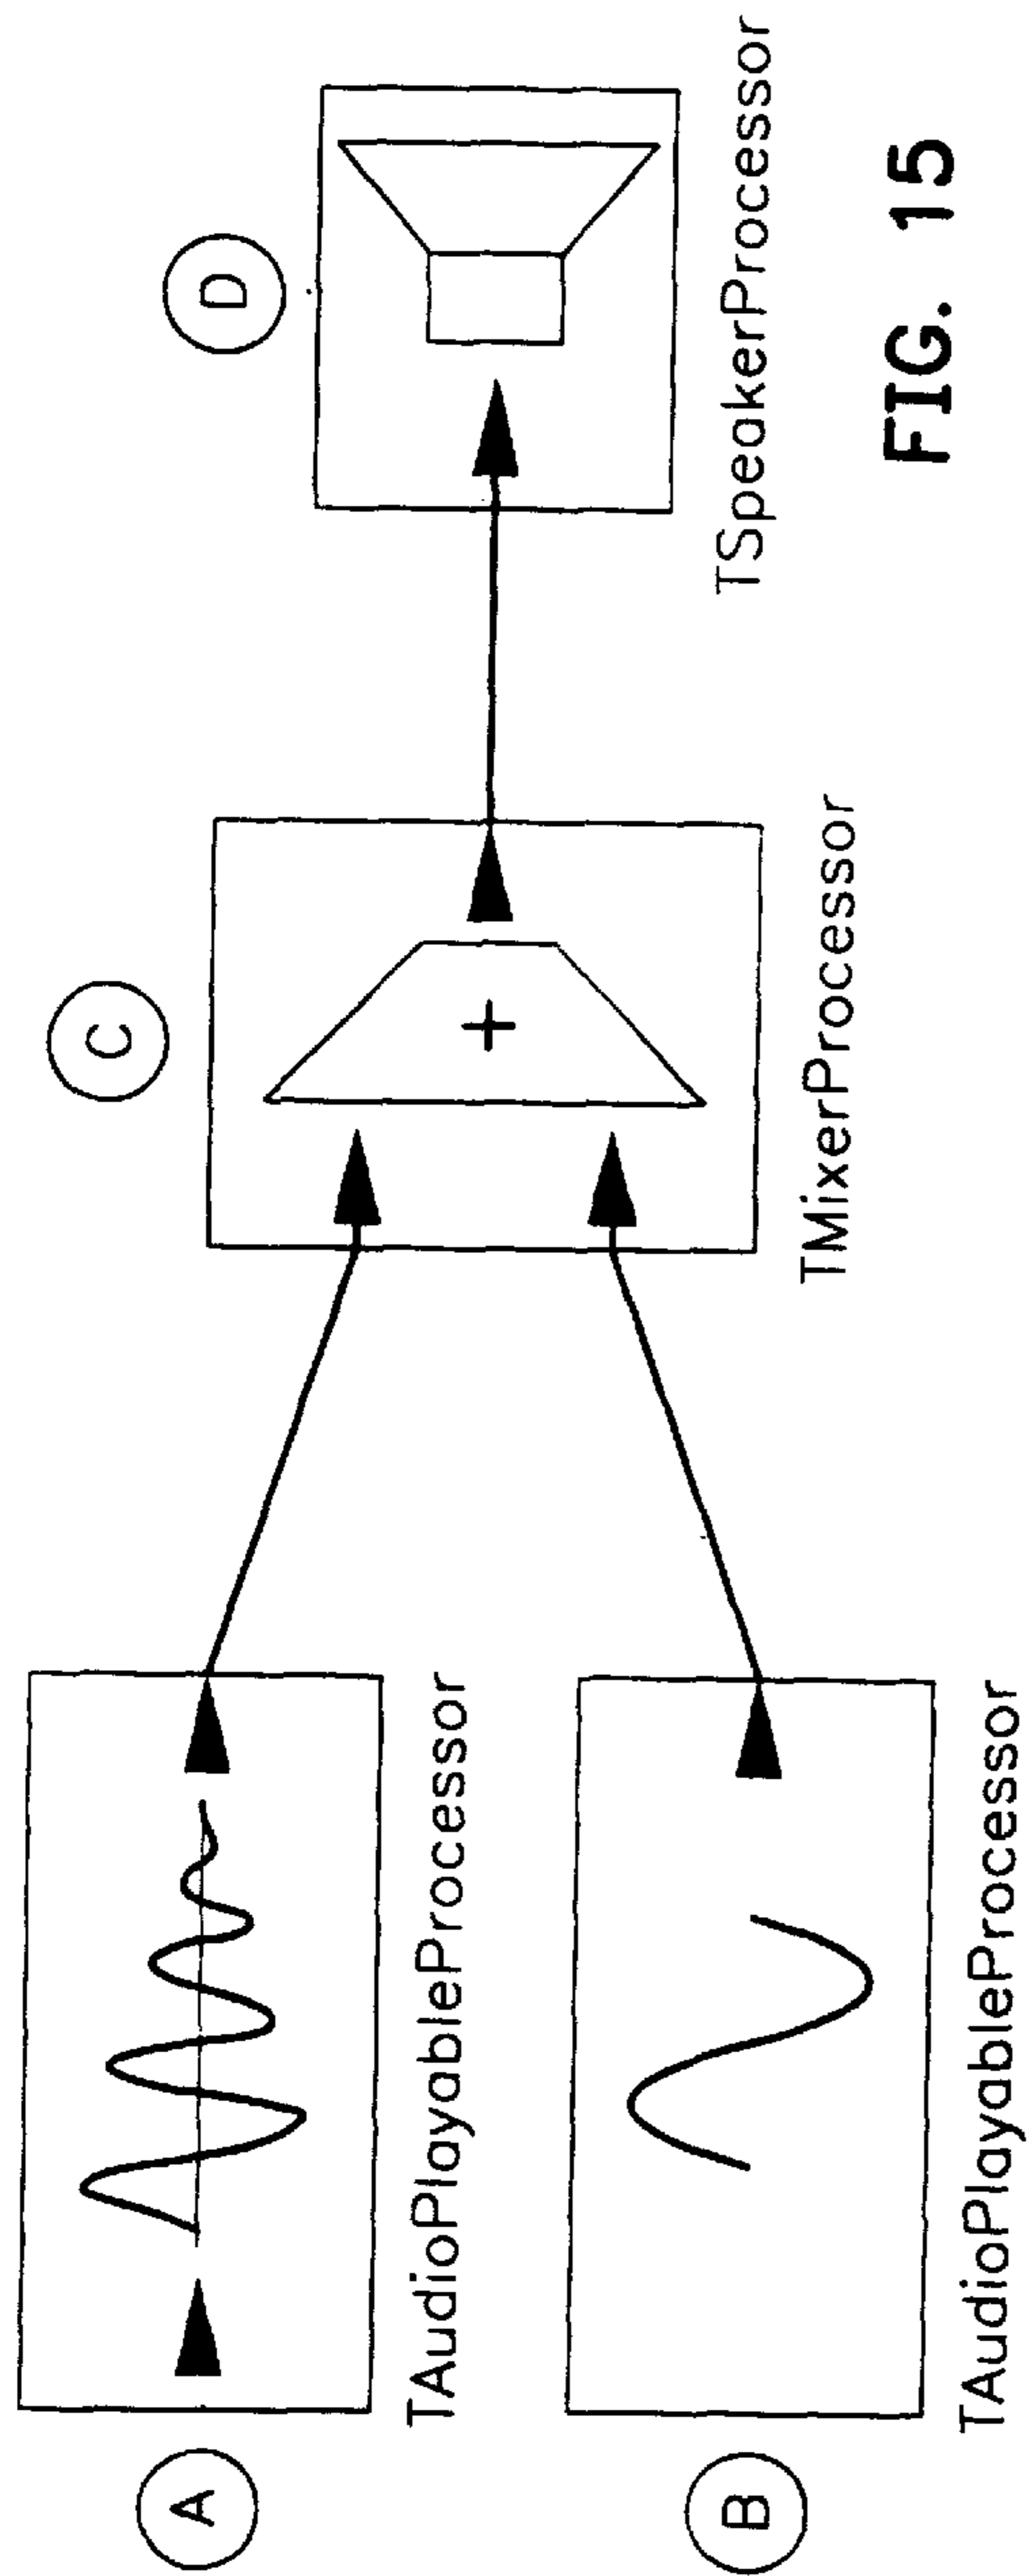 A
TAudioPlayableProcessor
B
TAudioPlayableProcessor
C
+
TMixerProcessor
D
TSpeakerProcessor
FIG. 15